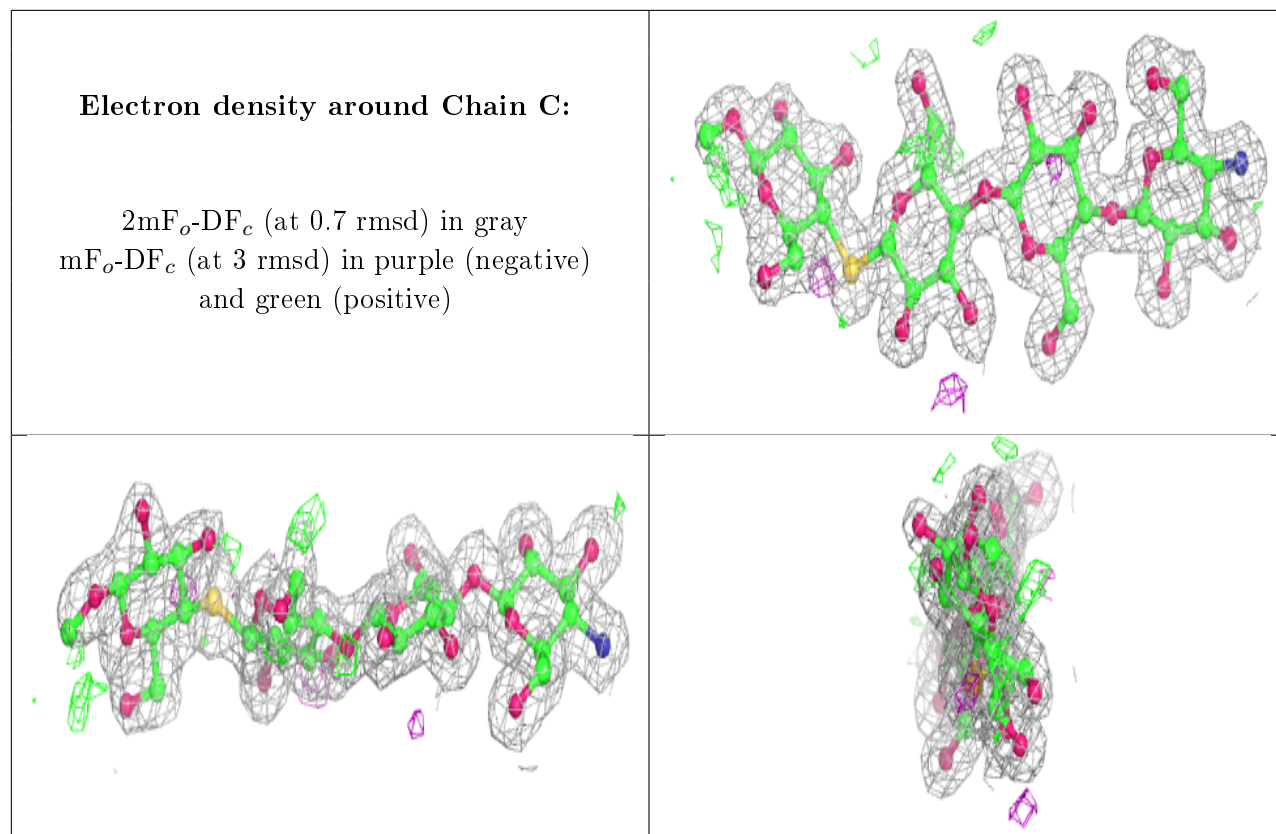 Electron density around Chain C:
2mFₒ-DF𝒸 (at 0.7 rmsd) in gray
mFₒ-DF𝒸 (at 3 rmsd) in purple (negative)
and green (positive)